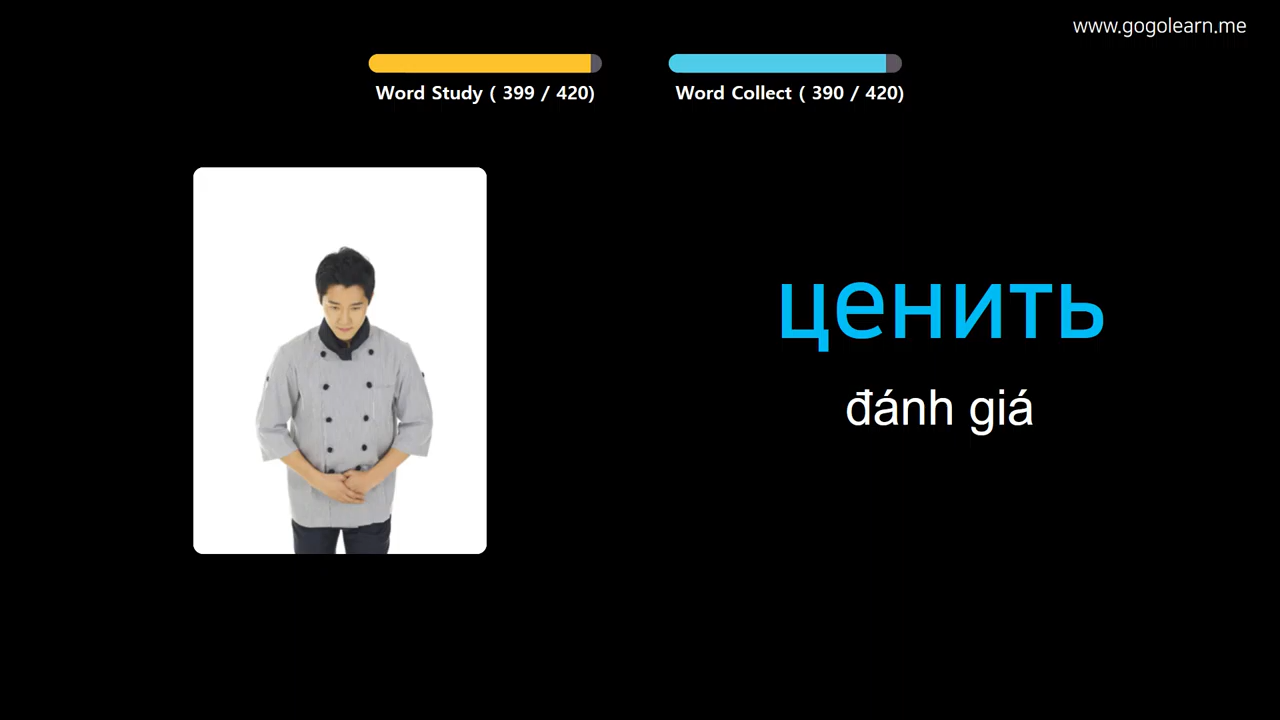 www.gogolearn.me
Word Study ( 399 / 420)
Word Collect ( 390 / 420)
ценить
đánh giá